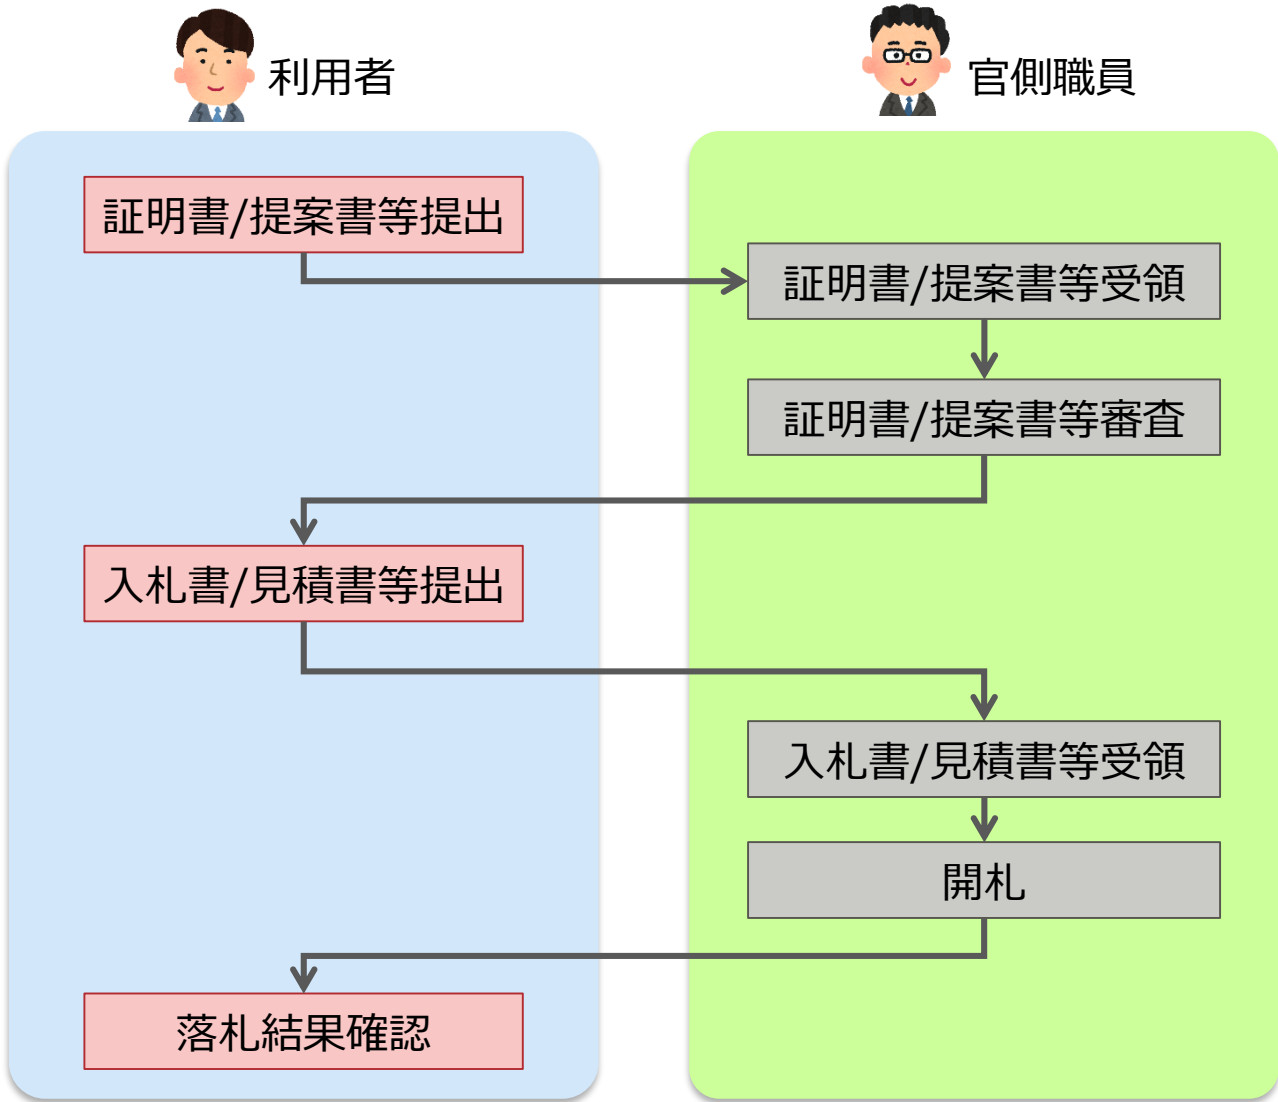 利用者
官側職員
証明書/提案書等提出
証明書/提案書等受領
証明書/提案書等審査
入札書/見積書等提出
入札書/見積書等受領
開札
落札結果確認